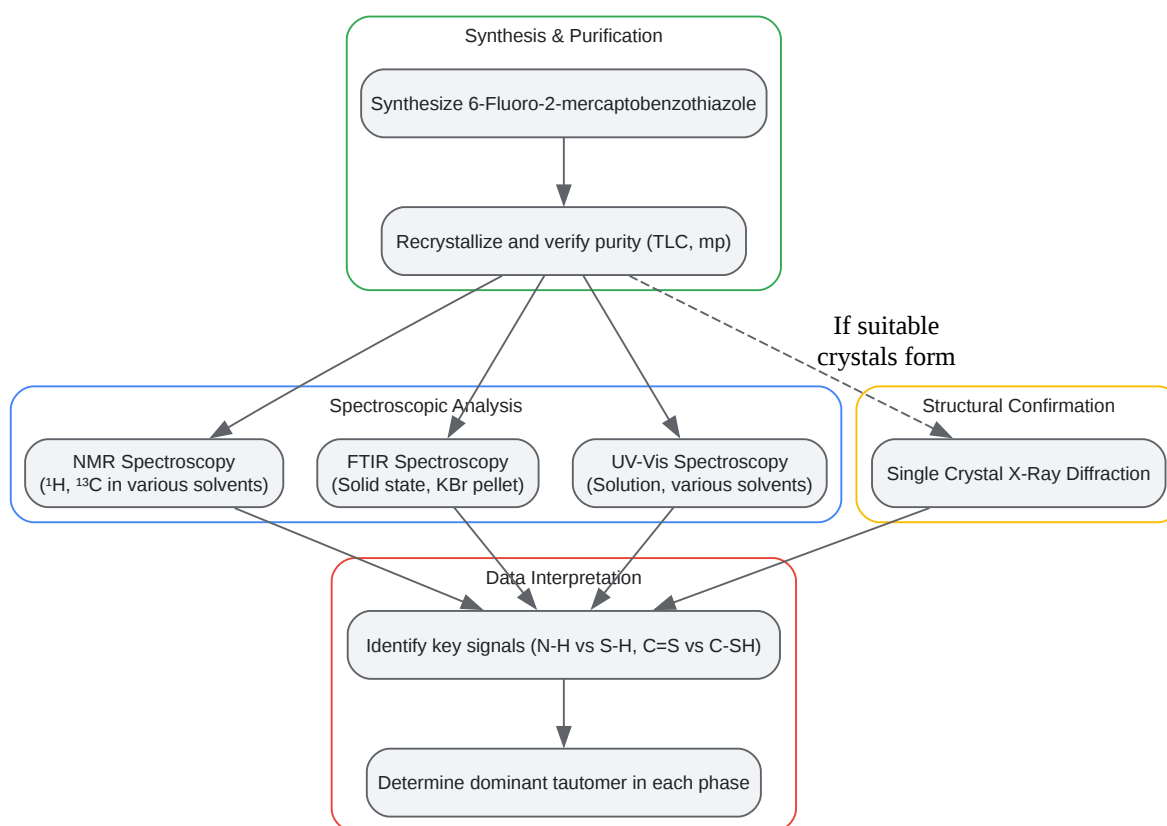 Synthesis & Purification
Synthesize 6-Fluoro-2-mercaptobenzothiazole
Recrystallize and verify purity (TLC, mp)
If suitable
crystals form
Spectroscopic Analysis
NMR Spectroscopy
(¹H, ¹³C in various solvents)
FTIR Spectroscopy
(Solid state, KBr pellet)
UV-Vis Spectroscopy
(Solution, various solvents)
Structural Confirmation
Single Crystal X-Ray Diffraction
Data Interpretation
Identify key signals (N-H vs S-H, C=S vs C-SH)
Determine dominant tautomer in each phase